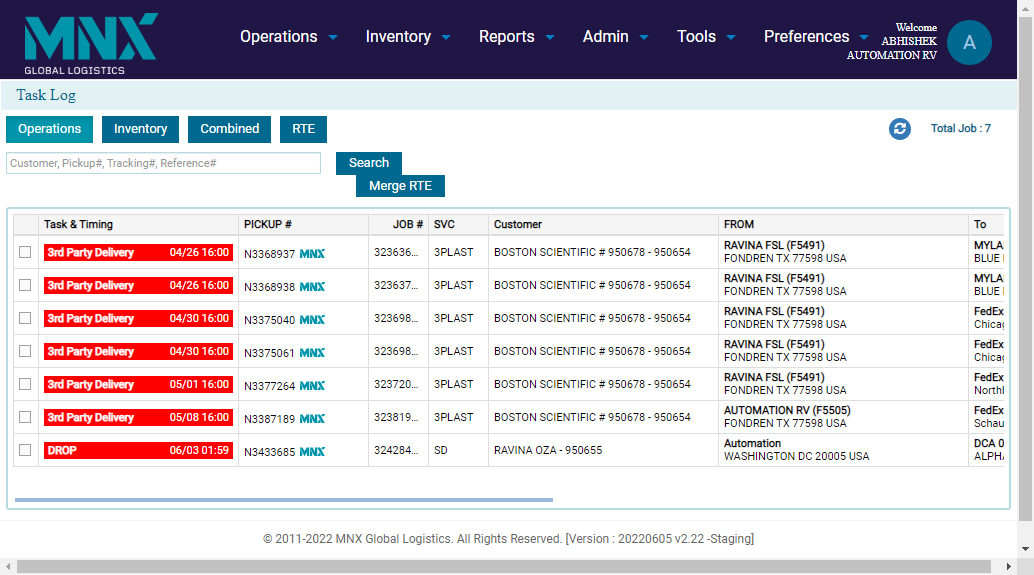 MNX
GLOBAL LOGISTICS
Operations Inventory Reports Admin Tools Preferences
Welcome
ABHISHEK
AUTOMATION RV
A
Task Log
Operations Inventory Combined RTE
Total Job : 7
Customer, Pickup#, Tracking#, Reference# Search
Merge RTE
Task & Timing PICKUP # JOB # SVC Customer FROM To
3rd Party Delivery 04/26 16:00 N3368937 MNX 323636... 3PLAST BOSTON SCIENTIFIC # 950678 - 950654 RAVINA FSL (F5491) MYLA
FONDREN TX 77598 USA BLUE
3rd Party Delivery 04/26 16:00 N3368938 MNX 323637... 3PLAST BOSTON SCIENTIFIC # 950678 - 950654 RAVINA FSL (F5491) MYLA
FONDREN TX 77598 USA BLUE
3rd Party Delivery 04/30 16:00 N3375040 MNX 323698... 3PLAST BOSTON SCIENTIFIC # 950678 - 950654 RAVINA FSL (F5491) FedEx
FONDREN TX 77598 USA Chicag
3rd Party Delivery 04/30 16:00 N3375061 MNX 323698... 3PLAST BOSTON SCIENTIFIC # 950678 - 950654 RAVINA FSL (F5491) FedEx
FONDREN TX 77598 USA Chicag
3rd Party Delivery 05/01 16:00 N3377264 MNX 323720... 3PLAST BOSTON SCIENTIFIC # 950678 - 950654 RAVINA FSL (F5491) FedEx
FONDREN TX 77598 USA North
3rd Party Delivery 05/08 16:00 N3387189 MNX 323819... 3PLAST BOSTON SCIENTIFIC # 950678 - 950654 AUTOMATION RV (F5505) FedEx
FONDREN TX 77598 USA Schau
DROP 06/03 01:59 N3433685 MNX 324284... SD RAVINA OZA - 950655 Automation DCA 0
WASHINGTON DC 20005 USA ALPH
© 2011-2022 MNX Global Logistics. All Rights Reserved. [Version : 20220605 v2.22 -Staging]